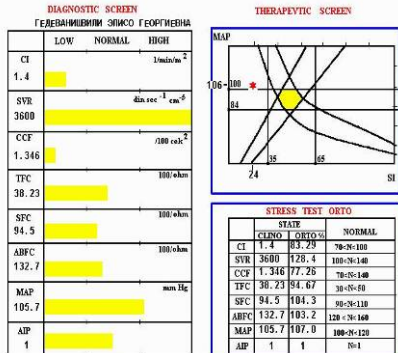 DIAGNOSTIC SCREEN
ГЕДЕВАНИШВИЛИ ЭЛИСО ГЕОРГИЕВНА
LOW NORMAL HIGH
CI 1/min/m²
1.4
SVR din sec⁻¹ cm⁻⁵
3600
CCF /100 cek²
1.346
TFC 100/ohm
38.23
SFC 100/ohm
94.5
ABFC 100/ohm
132.7
MAP mm Hg
105.7
AIP
1
THERAPEVTIC SCREEN
MAP
106 100
84
35 65
24 SI
STRESS TEST ORTO
STATE NORMAL
CLINO ORTO %
CI 1.4 83.29 70<N<100
SVR 3600 128.4 100<N<140
CCF 1.346 77.26 70<N<140
TFC 38.23 94.67 30<N<50
SFC 94.5 104.3 90<N<110
ABFC 132.7 103.2 120<N<160
MAP 105.7 107.0 100<N<120
AIP 1 1 N=1